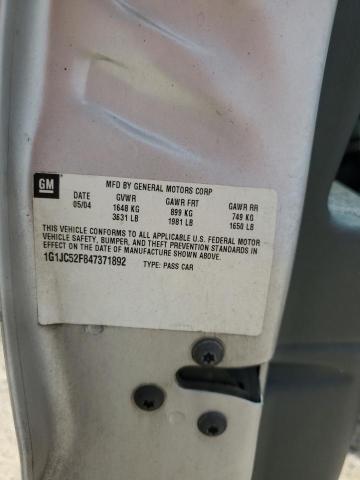 GM
MFD BY GENERAL MOTORS CORP
DATE GVWR GAWR FRT GAWR RR
05/04 1648 KG 899 KG 749 KG
3631 LB 1981 LB 1650 LB
THIS VEHICLE CONFORMS TO ALL APPLICABLE U.S. FEDERAL MOTOR
VEHICLE SAFETY, BUMPER, AND THEFT PREVENTION STANDARDS IN
EFFECT ON THE DATE OF MANUFACTURE SHOWN ABOVE.
1G1JC52F847371892 TYPE: PASS CAR